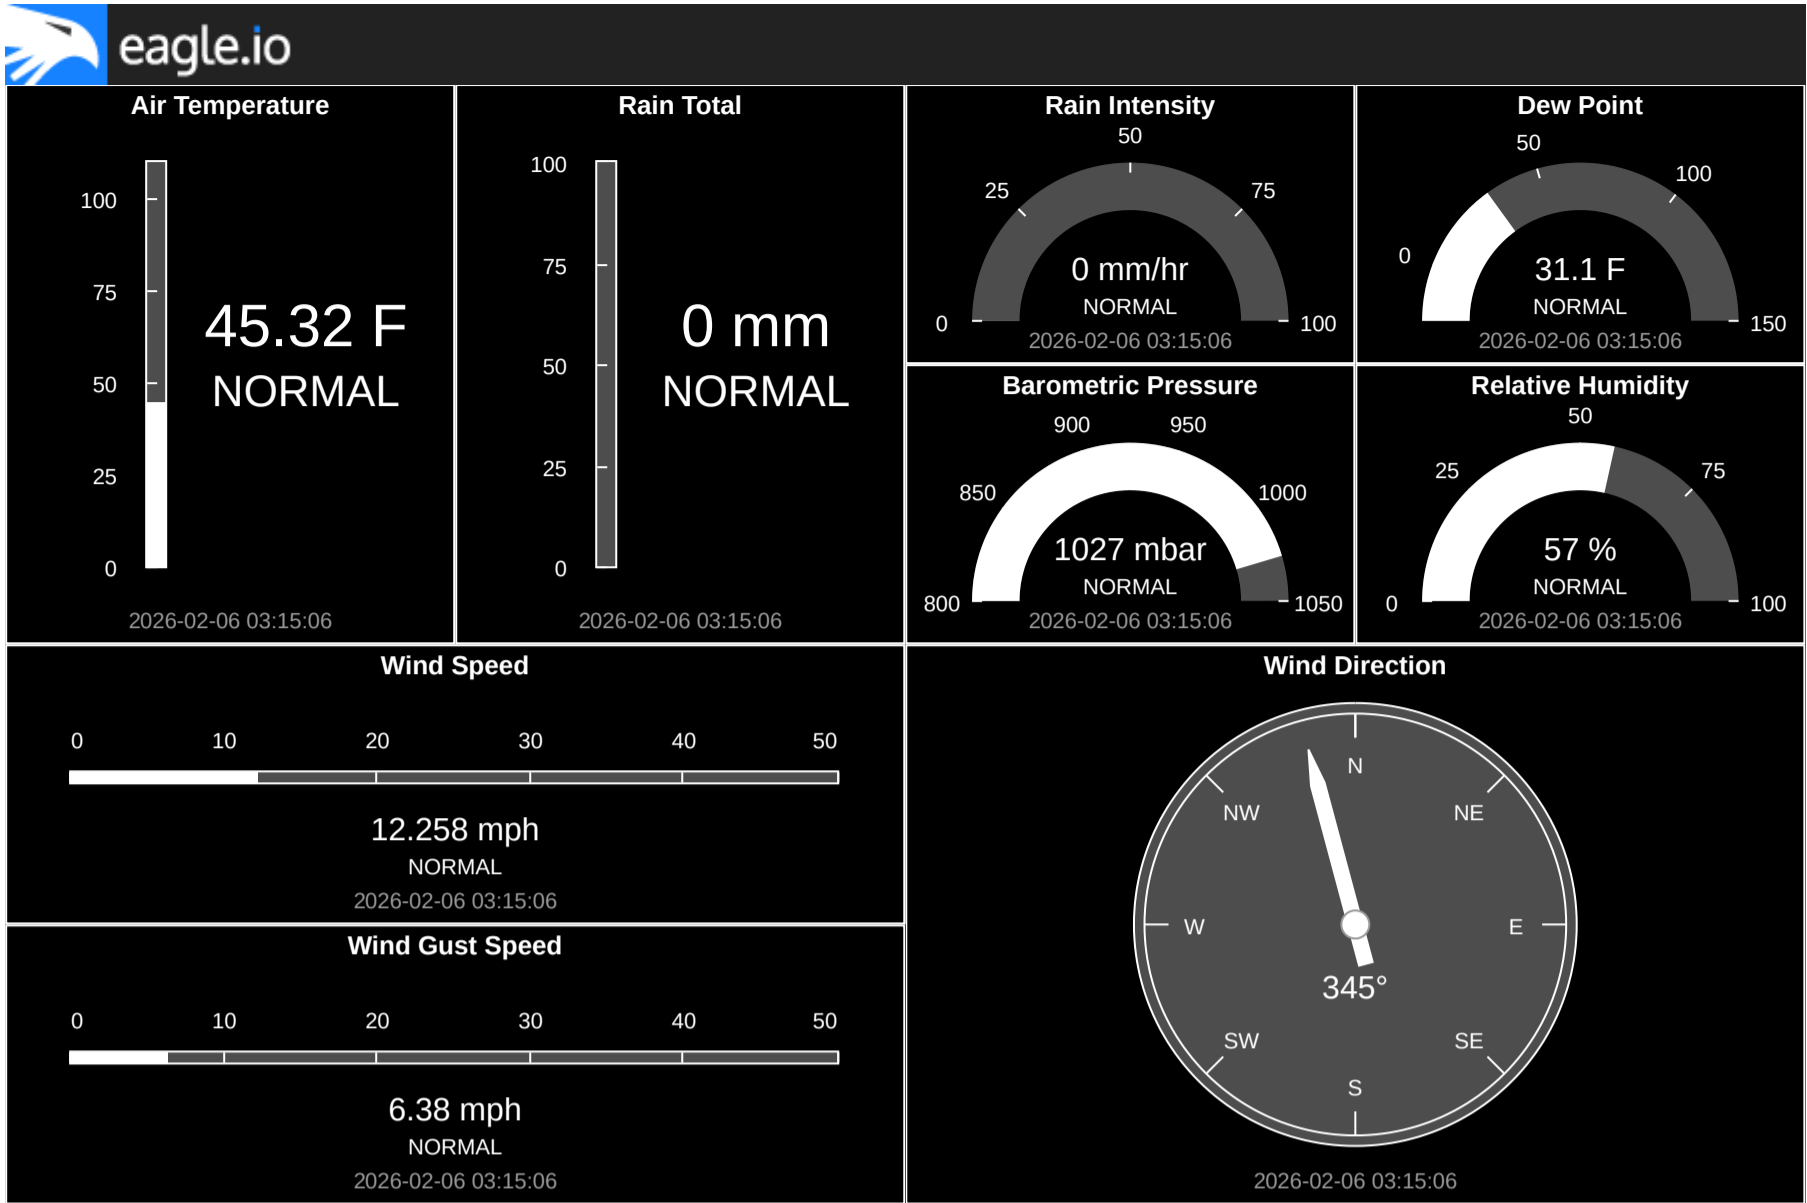 eagle.io
Air Temperature
100
75
50
25
0
45.32 F
NORMAL
2026-02-06 03:15:06
Rain Total
100
75
50
25
0
0 mm
NORMAL
2026-02-06 03:15:06
Rain Intensity
50
25
75
0
100
0 mm/hr
NORMAL
2026-02-06 03:15:06
Dew Point
50
100
0
150
31.1 F
NORMAL
2026-02-06 03:15:06
Barometric Pressure
900
950
850
1000
800
1050
1027 mbar
NORMAL
2026-02-06 03:15:06
Relative Humidity
50
25
75
0
100
57 %
NORMAL
2026-02-06 03:15:06
Wind Speed
0 10 20 30 40 50
12.258 mph
NORMAL
2026-02-06 03:15:06
Wind Gust Speed
0 10 20 30 40 50
6.38 mph
NORMAL
2026-02-06 03:15:06
Wind Direction
N
NW NE
W E
345°
SW SE
S
2026-02-06 03:15:06